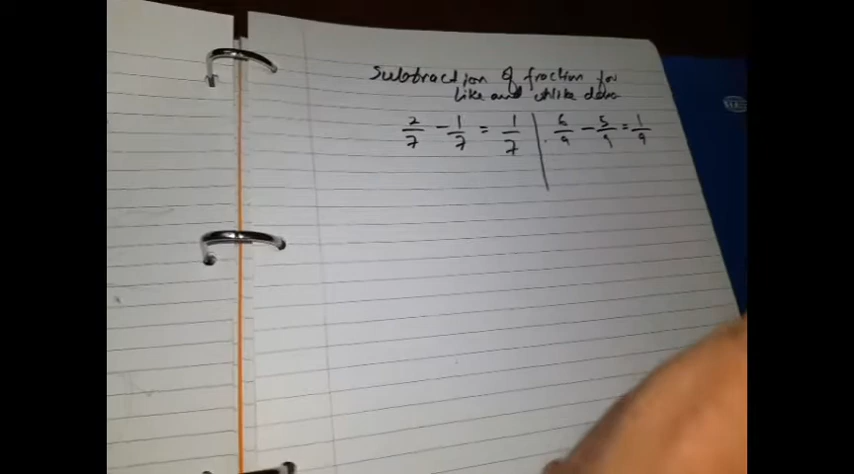 Subtraction of fraction for
like and unlike deno
2/7 - 1/7 = 1/7 | 6/9 - 5/9 = 1/9